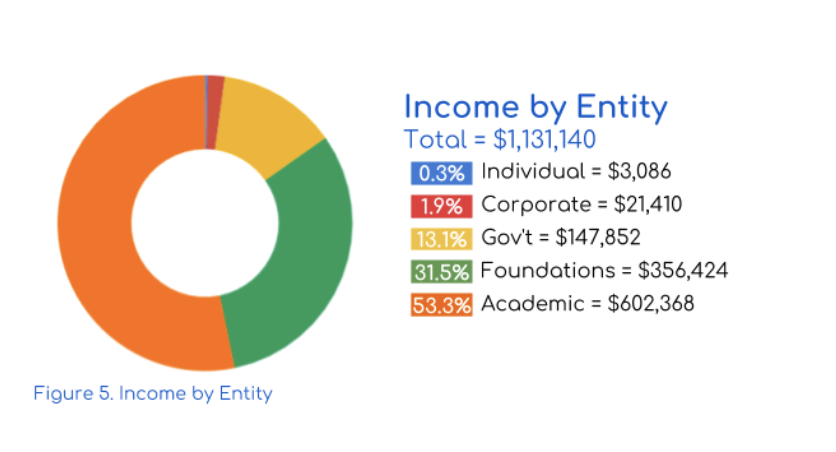 Income by Entity
Total = $1,131,140
0.3% Individual = $3,086
1.9% Corporate = $21,410
13.1% Gov't = $147,852
31.5% Foundations = $356,424
53.3% Academic = $602,368
Figure 5. Income by Entity